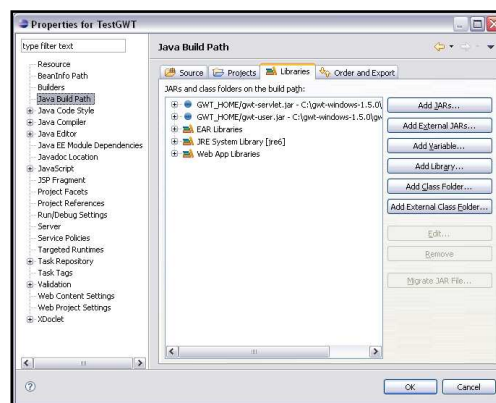 Properties for TestGWT
type filter text
Resource
BeanInfo Path
Builders
Java Build Path
Java Code Style
Java Compiler
Java Editor
Java EE Module Dependencies
Javadoc Location
JavaScript
JSP Fragment
Project Facets
Project References
Run/Debug Settings
Server
Service Policies
Targeted Runtimes
Task Repository
Task Tags
Validation
Web Content Settings
Web Project Settings
XDoclet
Java Build Path
Source
Projects
Libraries
Order and Export
JARs and class folders on the build path:
GWT_HOME/gwt-servlet.jar - C:\gwt-windows-1.5.0\
GWT_HOME/gwt-user.jar - C:\gwt-windows-1.5.0\gw
EAR Libraries
JRE System Library [jre6]
Web App Libraries
Add JARs...
Add External JARs...
Add Variable...
Add Library...
Add Class Folder...
Add External Class Folder...
Edit...
Remove
Migrate JAR File...
OK
Cancel